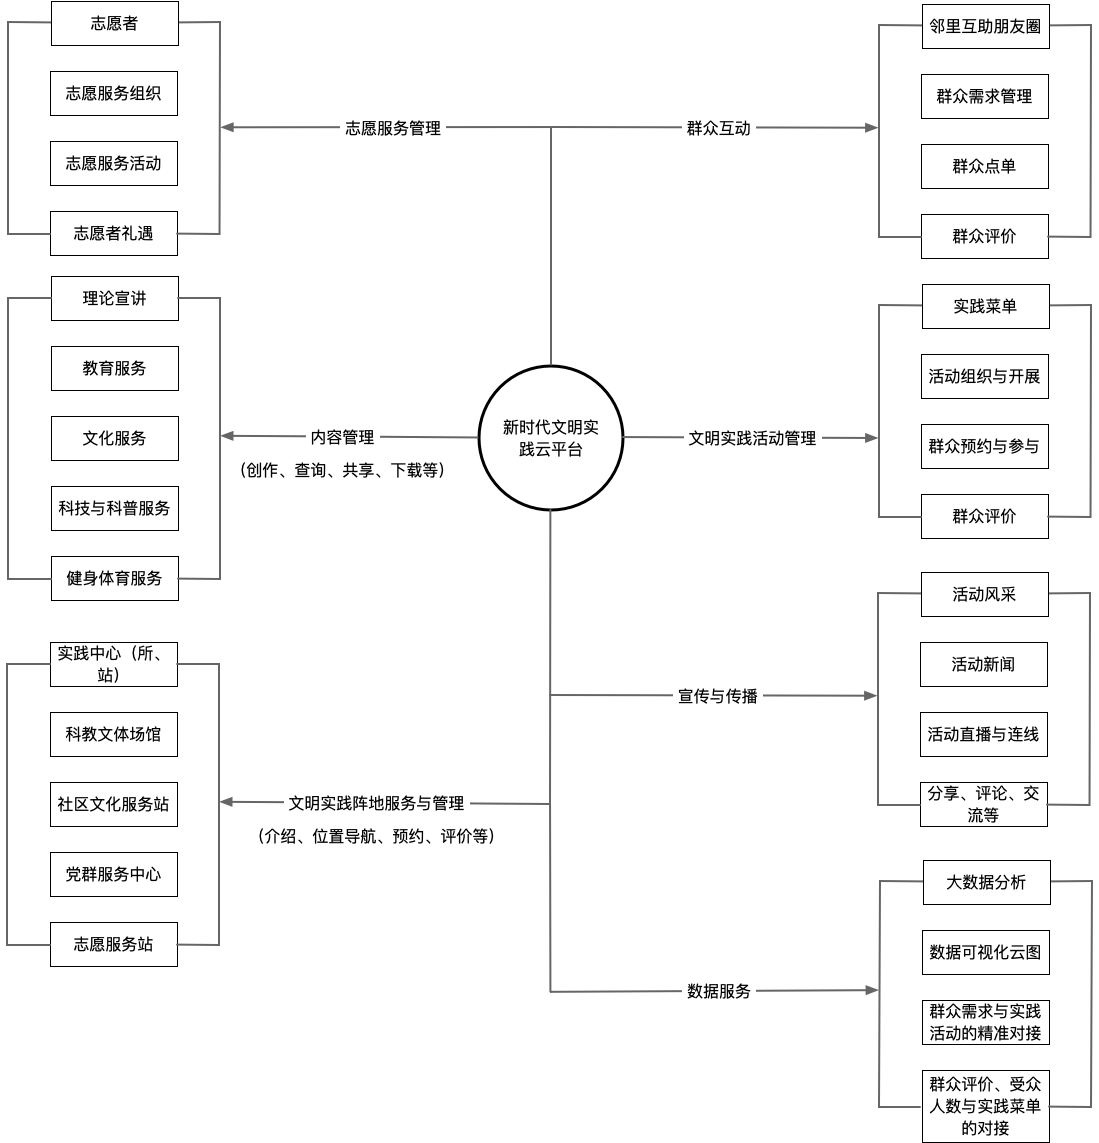 志愿者
志愿服务组织
志愿服务活动
志愿者礼遇
志愿服务管理
理论宣讲
教育服务
文化服务
科技与科普服务
健身体育服务
内容管理
（创作、查询、共享、下载等）
实践中心（所、
站）
科教文体场馆
社区文化服务站
党群服务中心
志愿服务站
文明实践阵地服务与管理
（介绍、位置导航、预约、评价等）
新时代文明实
践云平台
群众互动
邻里互助朋友圈
群众需求管理
群众点单
群众评价
文明实践活动管理
实践菜单
活动组织与开展
群众预约与参与
群众评价
宣传与传播
活动风采
活动新闻
活动直播与连线
分享、评论、交
流等
数据服务
大数据分析
数据可视化云图
群众需求与实践
活动的精准对接
群众评价、受众
人数与实践菜单
的对接